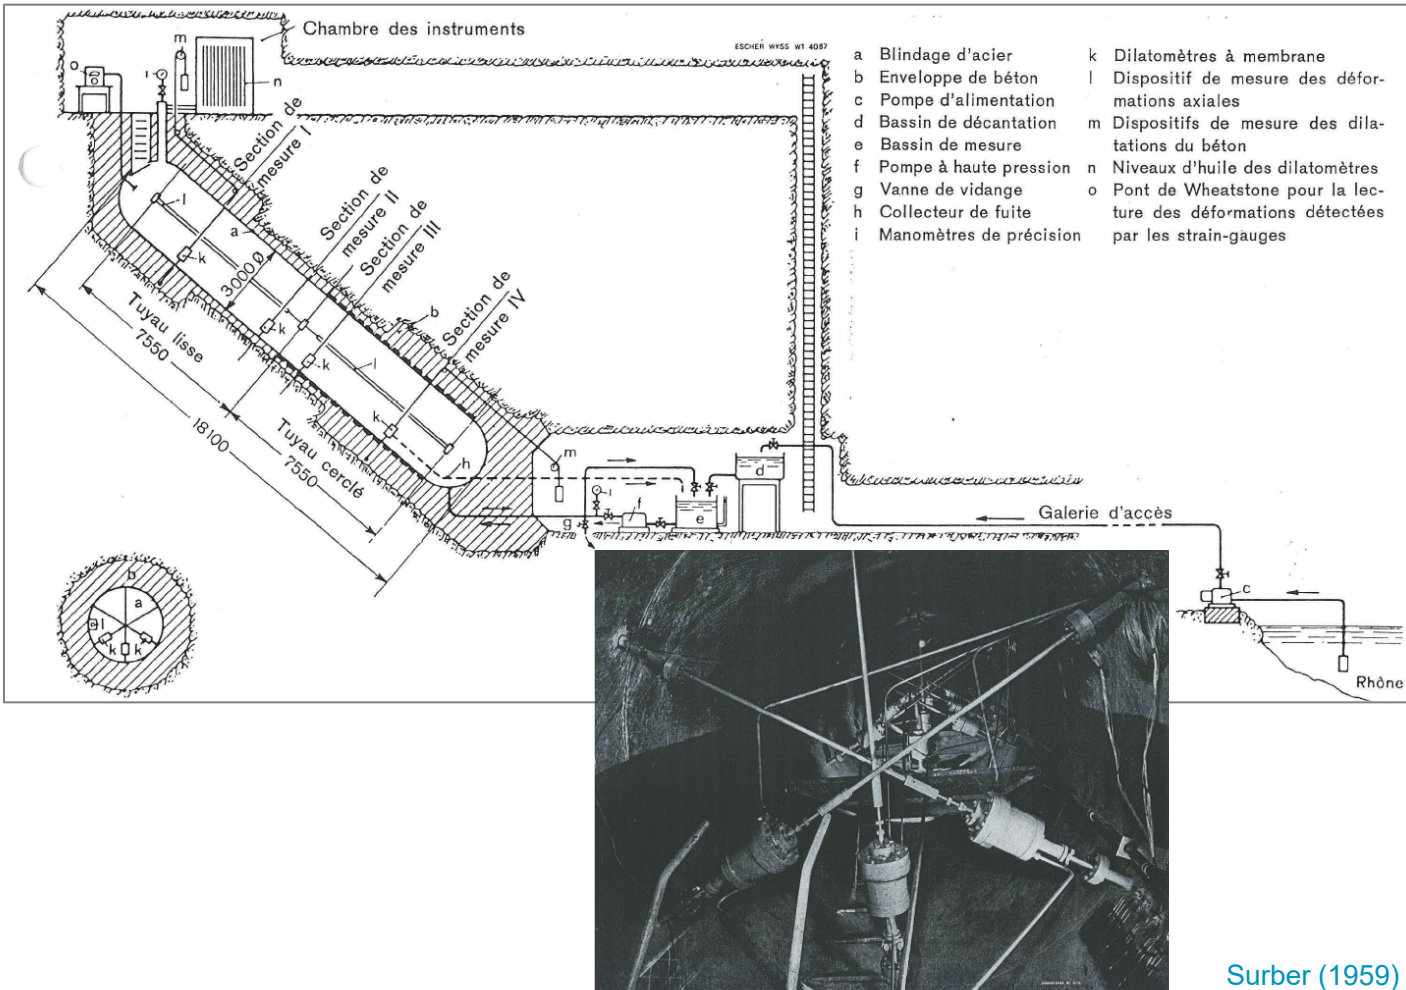 Chambre des instruments
ESCHER WYSS WT 4087
m
o
i
n
Section de
mesure I
Section de
mesure II
Section de
mesure III
Section de
mesure IV
l
a
k
3000 Ø
b
k
k
l
k
h
Tuyau lisse
7550
18100
Tuyau cerclé
7550
m
i
f
g
e
d
Galerie d'accès
c
Rhône
b
a
l
k
k
a Blindage d'acier
b Enveloppe de béton
c Pompe d'alimentation
d Bassin de décantation
e Bassin de mesure
f Pompe à haute pression
g Vanne de vidange
h Collecteur de fuite
i Manomètres de précision
k Dilatomètres à membrane
l Dispositif de mesure des défor-
mations axiales
m Dispositifs de mesure des dila-
tations du béton
n Niveaux d'huile des dilatomètres
o Pont de Wheatstone pour la lec-
ture des déformations détectées
par les strain-gauges
Surber (1959)